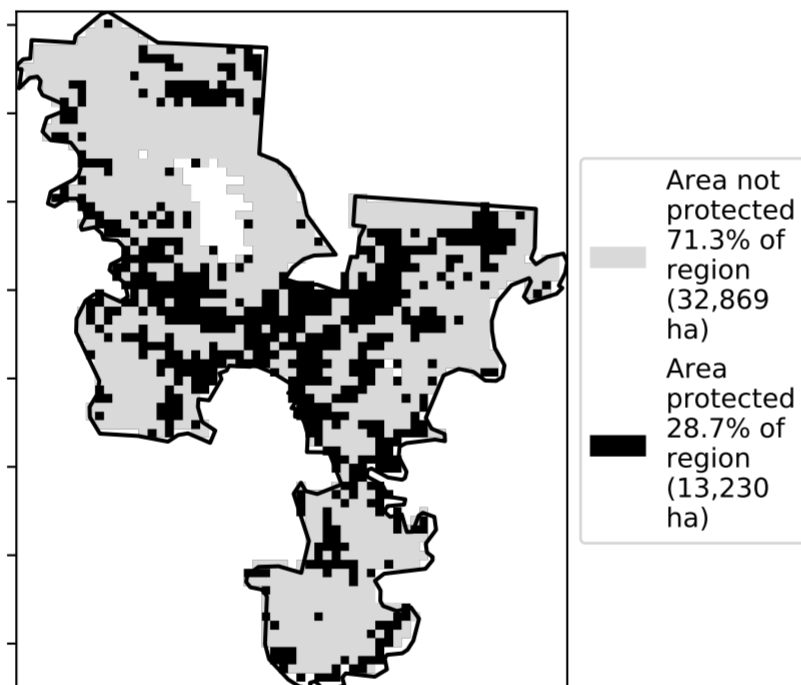 Area not
protected
71.3% of
region
(32,869
ha)
Area
protected
28.7% of
region
(13,230
ha)